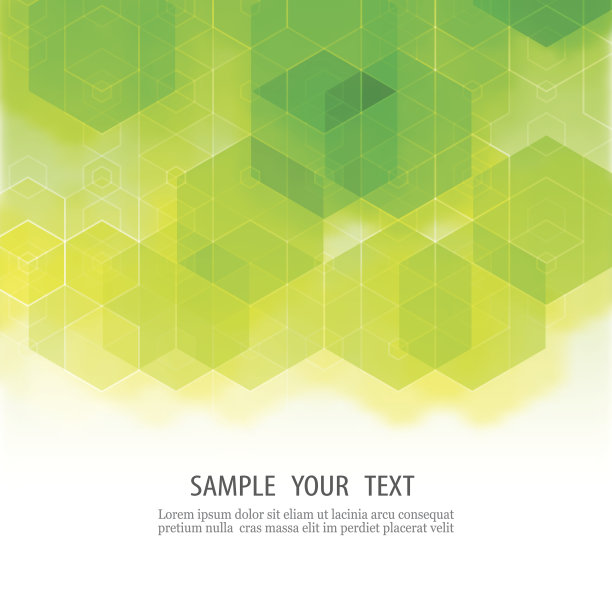 SAMPLE YOUR TEXT
Lorem ipsum dolor sit eliam ut lacinia arcu consequat
pretium nulla cras massa elit im perdiet placerat velit